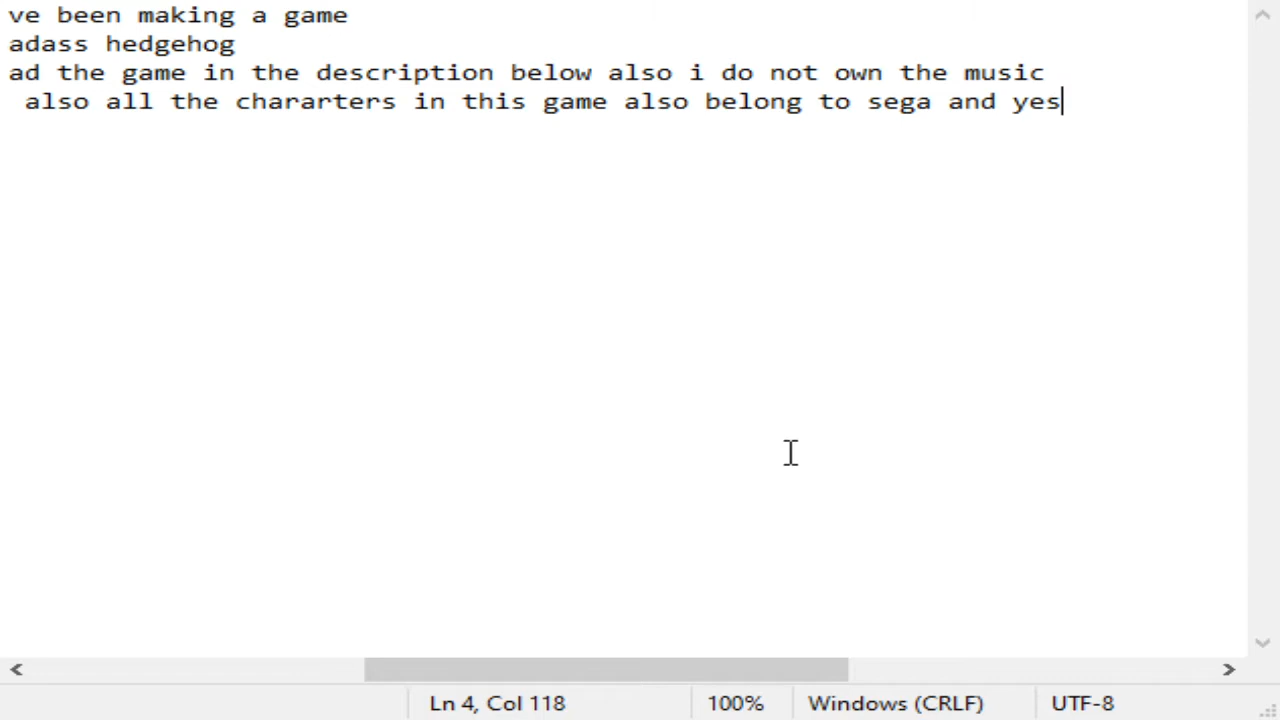 ve been making a game
adass hedgehog
ad the game in the description below also i do not own the music
also all the chararters in this game also belong to sega and yes
Ln 4, Col 118
100%
Windows (CRLF)
UTF-8